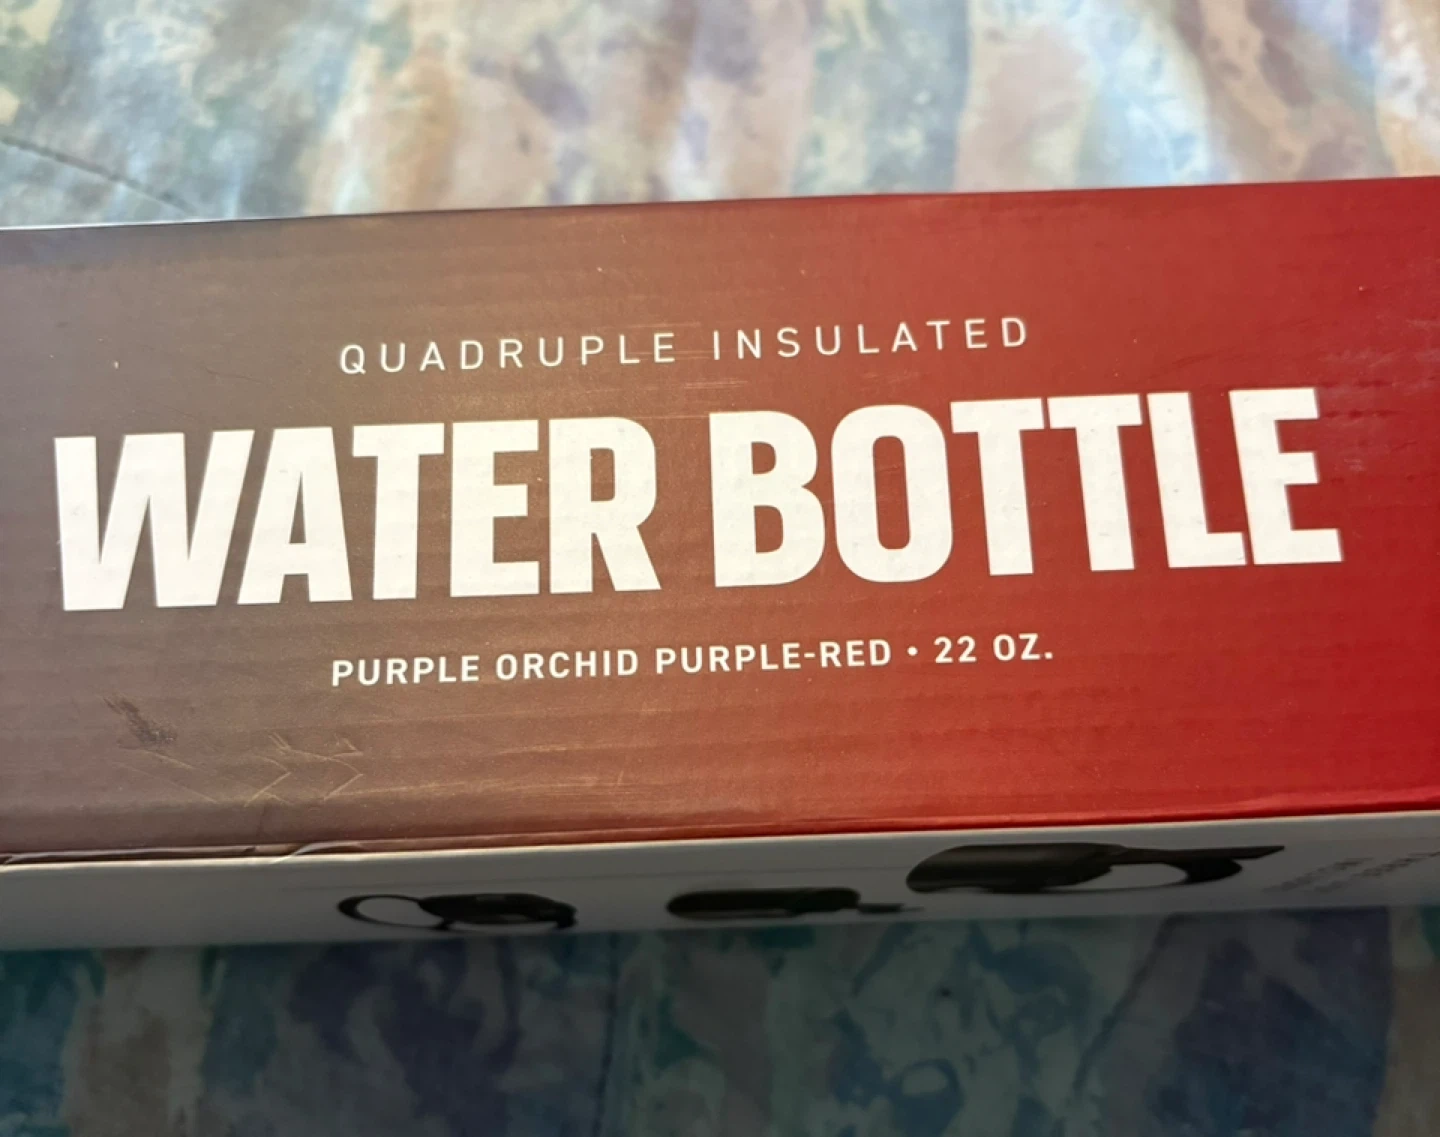 QUADRUPLE INSULATED
WATER BOTTLE
PURPLE ORCHID PURPLE-RED • 22 OZ.